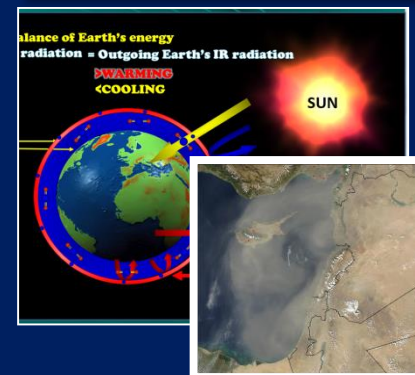 alance of Earth's energy
radiation = Outgoing Earth's IR radiation
>WARMING
<COOLING
SUN